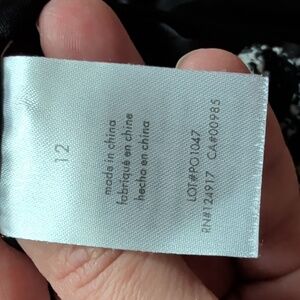 12
made in china
fabriqué en chine
hecho en china
LOT#PO1047
RN#124917 CA#00985